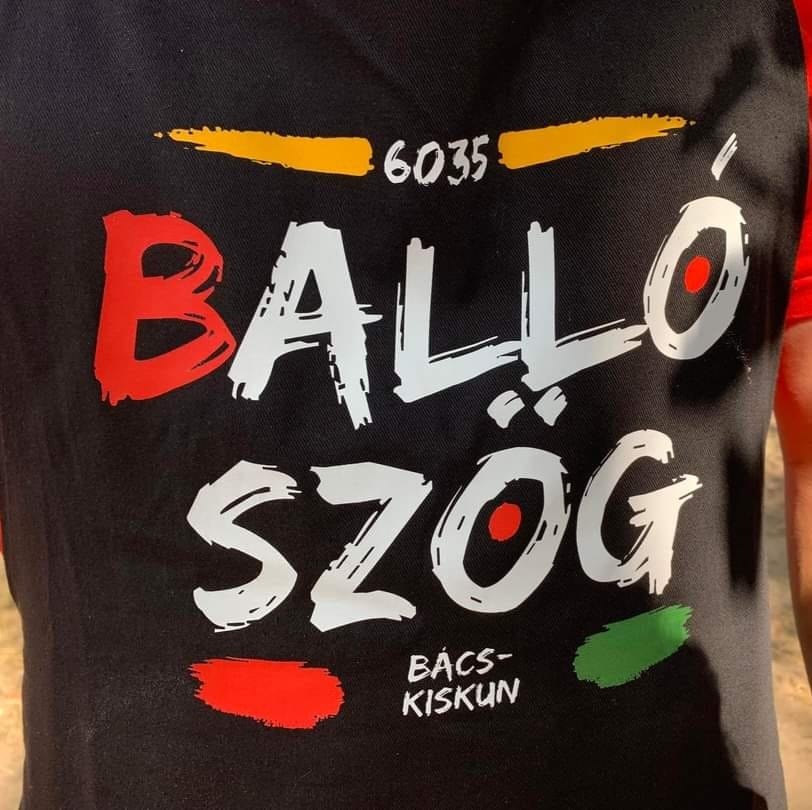 6035
BALLÓ
SZÖG
BÁCS-
KISKUN